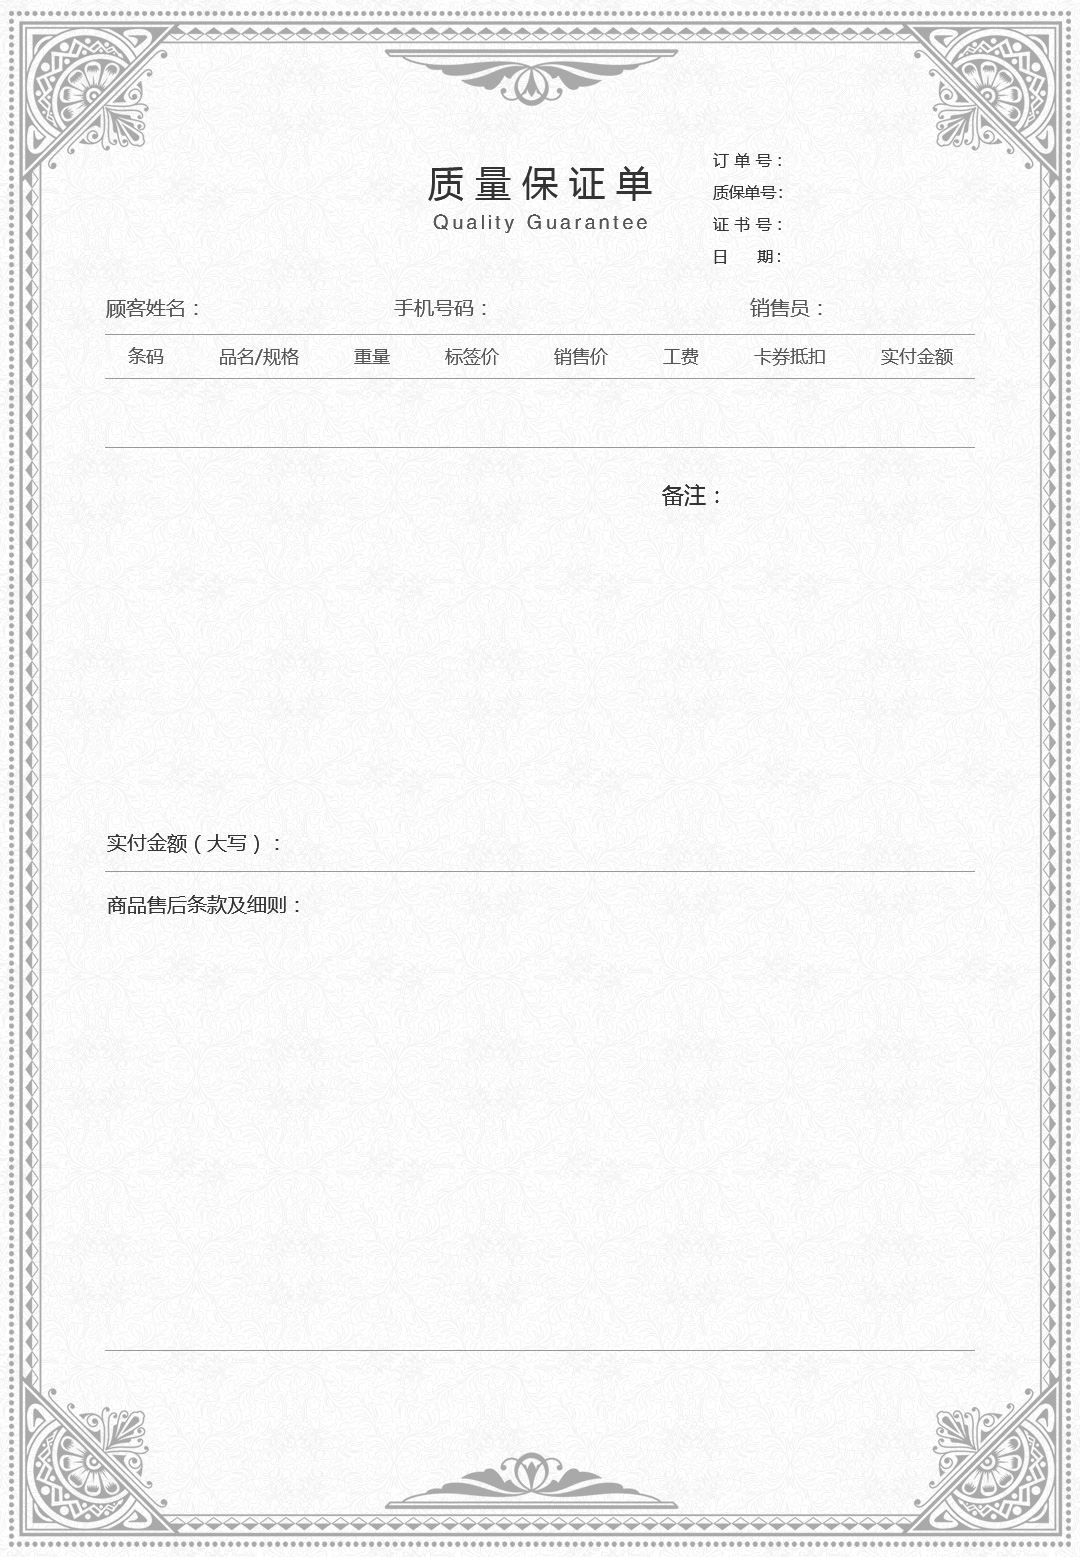 质量保证单
Quality Guarantee
订单号：
质保单号：
证书号：
日 期：
顾客姓名： 手机号码： 销售员：
条码 品名/规格 重量 标签价 销售价 工费 卡券抵扣 实付金额
备注：
实付金额（大写）：
商品售后条款及细则：